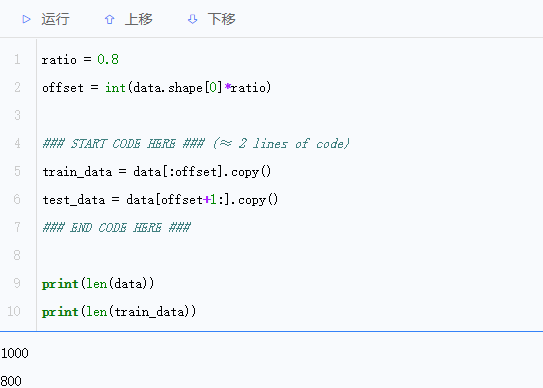 运行 上移 下移
1 ratio = 0.8
2 offset = int(data.shape[0]*ratio)
3
4 ### START CODE HERE ### (≈ 2 lines of code)
5 train_data = data[:offset].copy()
6 test_data = data[offset+1:].copy()
7 ### END CODE HERE ###
8
9 print(len(data))
10 print(len(train_data))
1000
800